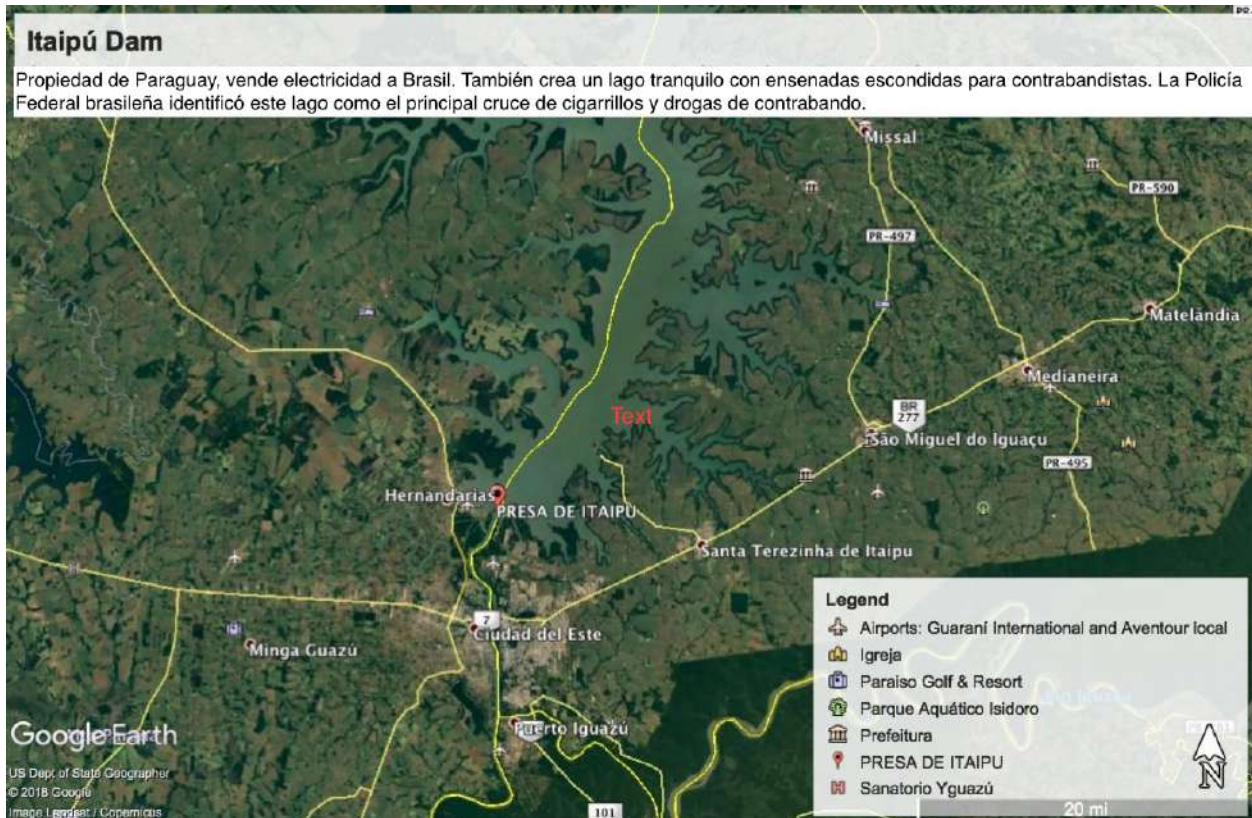 PR-
Itaipú Dam
Propiedad de Paraguay, vende electricidad a Brasil. También crea un lago tranquilo con ensenadas escondidas para contrabandistas. La Policía
Federal brasileña identificó este lago como el principal cruce de cigarrillos y drogas de contrabando.
Missal
PR-590
PR-497
Matelândia
Medianeira
BR
277
Text
São Miguel do Iguaçu
PR-495
Hernandarias
PRESA DE ITAIPU
Santa Terezinha de Itaipu
7
Ciudad del Este
Minga Guazú
Puerto Iguazú
101
Legend
Airports: Guaraní International and Aventour local
Igreja
Paraiso Golf & Resort
Parque Aquático Isidoro
Prefeitura
PRESA DE ITAIPU
Sanatorio Yguazú
N
20 mi
Google Earth
US Dept of State Geographer
© 2018 Google
Image Landsat / Copernicus